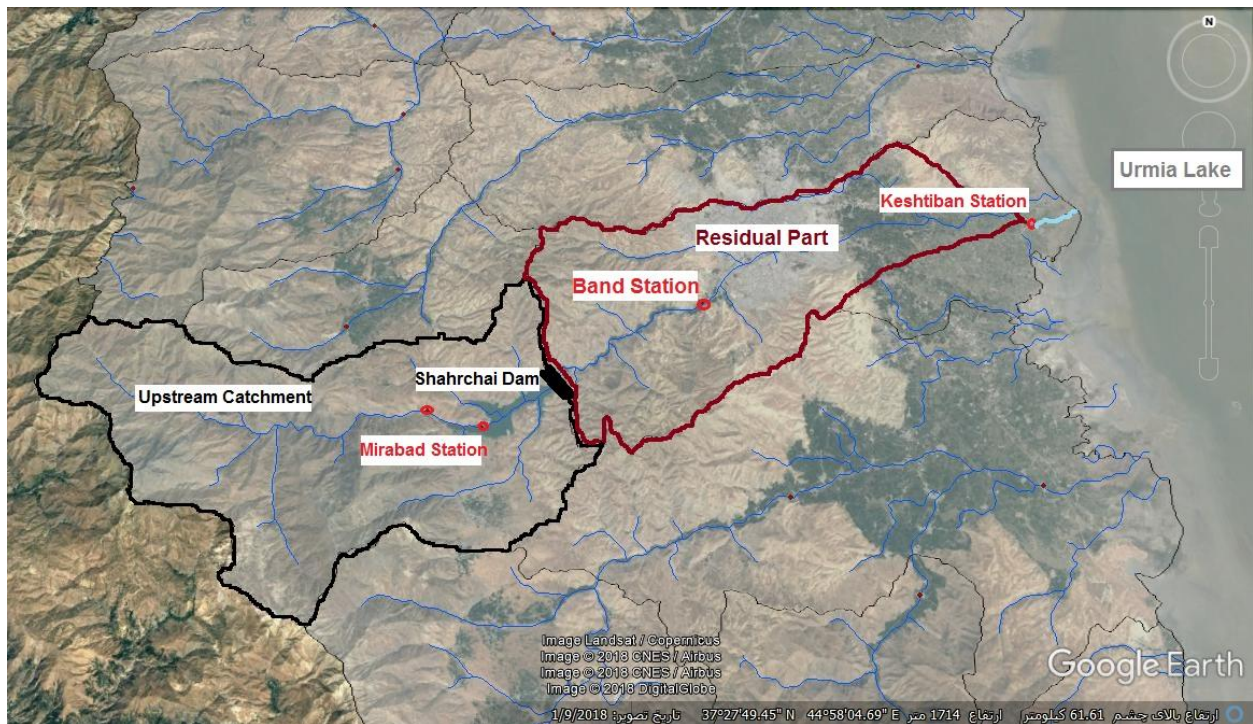 N
Urmia Lake
Keshtiban Station
Residual Part
Band Station
Shahrchai Dam
Upstream Catchment
Mirabad Station
Image Landsat / Copernicus
Image © 2018 CNES / Airbus
Image © 2018 CNES / Airbus
Image © 2018 DigitalGlobe
Google Earth
تاریخ تصویر: 1/9/2018 37°27'49.45" N 44°58'04.69" E ارتفاع 1714 متر ارتفاع بالای چشم 61.61 کیلومتر